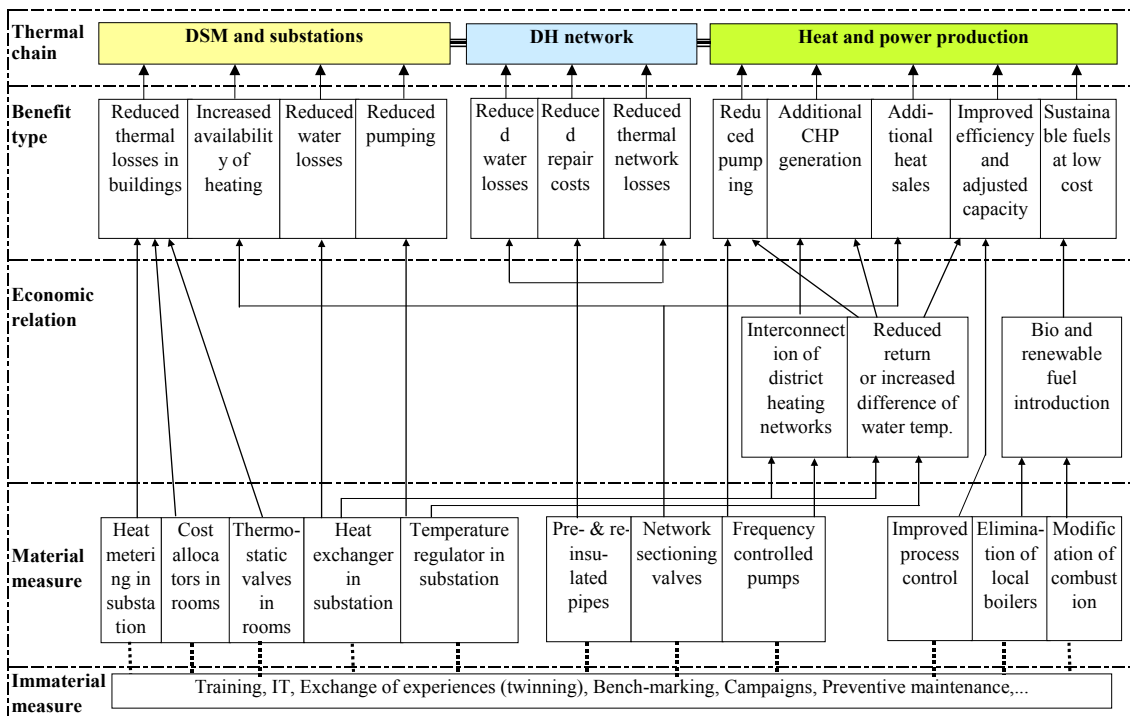 Thermal
chain
DSM and substations
DH network
Heat and power production
Benefit
type
Reduced
thermal
losses in
buildings
Increased
availabilit
y of
heating
Reduced
water
losses
Reduced
pumping
Reduce
d
water
losses
Reduce
d
repair
costs
Reduced
thermal
network
losses
Redu
ced
pump
ing
Additional
CHP
generation
Addi-
tional
heat
sales
Improved
efficiency
and
adjusted
capacity
Sustaina
ble fuels
at low
cost
Economic
relation
Interconnect
ion of
district
heating
networks
Reduced
return
or increased
difference of
water temp.
Bio and
renewable
fuel
introduction
Material
measure
Heat
meteri
ng in
substa
tion
Cost
alloca
tors in
rooms
Thermo-
static
valves in
rooms
Heat
exchanger
in
substation
Temperature
regulator in
substation
Pre- & re-
insu-
lated
pipes
Network
sectioning
valves
Frequency
controlled
pumps
Improved
process
control
Elimina-
tion of
local
boilers
Modific
ation of
combust
ion
Immaterial
measure
Training, IT, Exchange of experiences (twinning), Bench-marking, Campaigns, Preventive maintenance,...